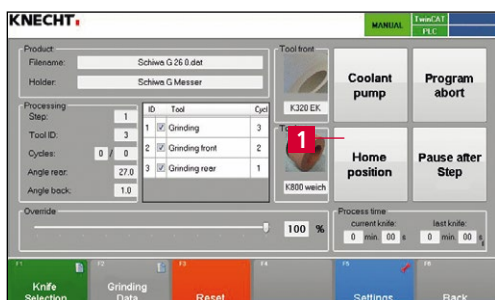 KNECHT.
MANUAL
TwinCAT
PLC
Product
Filename: Schiwa G 26 0.dat
Holder: Schiwa G Messer
Tool front
K320 EK
Coolant pump
Program abort
Processing
Step: 1
Tool ID: 3
Cycles: 0 / 0
Angle rear: 27.0
Angle back: 1.0
ID Tool Cycl
1 Grinding 3
2 Grinding front 2
3 Grinding rear 1
1
K800 weich
Home position
Pause after Step
Override
100 %
Process time
current knife: last knife:
0 min. 00 s 0 min. 00 s
F1 Knife Selection
F2 Grinding Data
F3 Reset
F4
Settings
Back